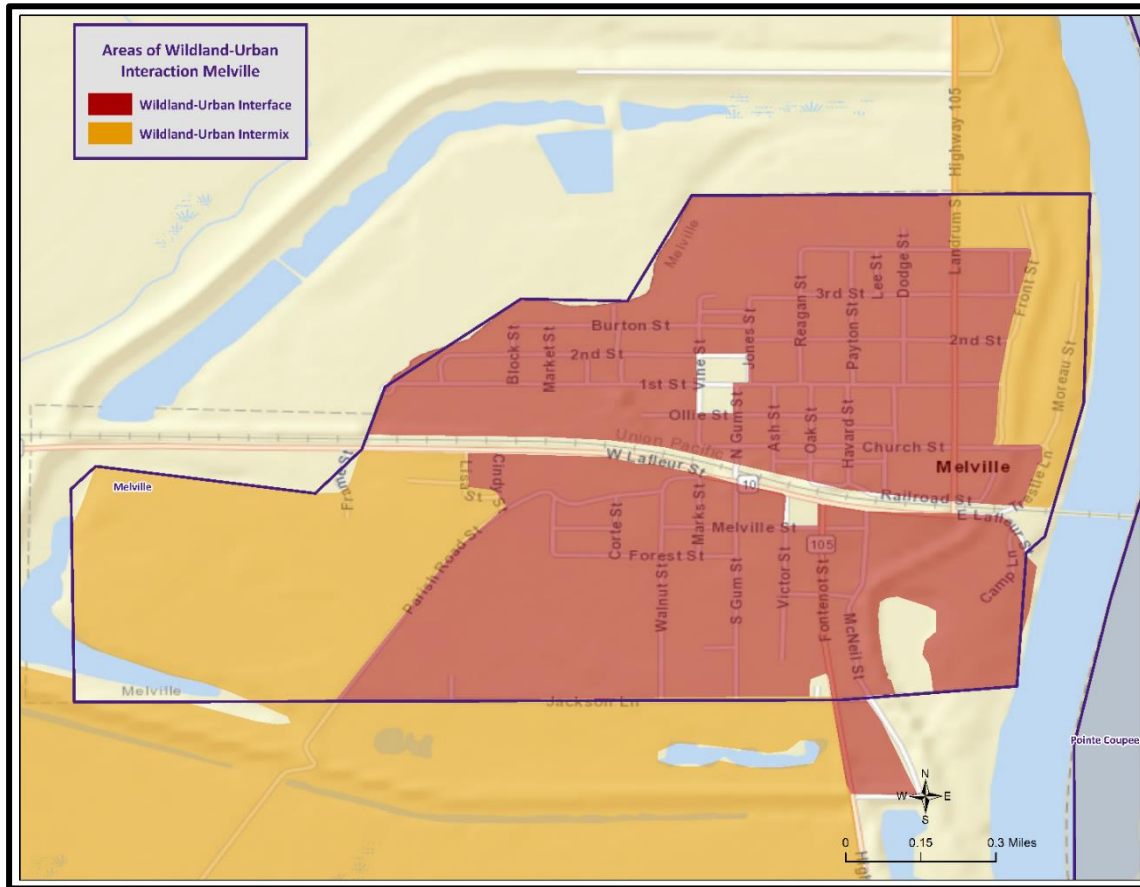 Areas of Wildland-Urban
Interaction Melville
Wildland-Urban Interface
Wildland-Urban Intermix
Highway 105
Landrum S
Melville
Dodge St
Lee St
Reagan St
3rd St
Payton St
Front St
Burton St
Jones St
Block St
Market St
2nd St
Vine St
2nd St
Moreau St
1st St
Ollie St
N Gum St
Ash St
Oak St
Havard St
Church St
Union Pacific
W Lafleur St
Melville
Frame St
Lisa St
Cindy St
10
Railroad St
Trestle Ln
E Lafleur St
Melville
Marks St
Corte St
Melville St
105
Forest St
Parish Road St
Walnut St
S Gum St
Victor St
Fontenot St
McNeil St
Camp Ln
Melville
Jackson Ln
Pointe Coupee
N
W
E
S
0
0.15
0.3 Miles